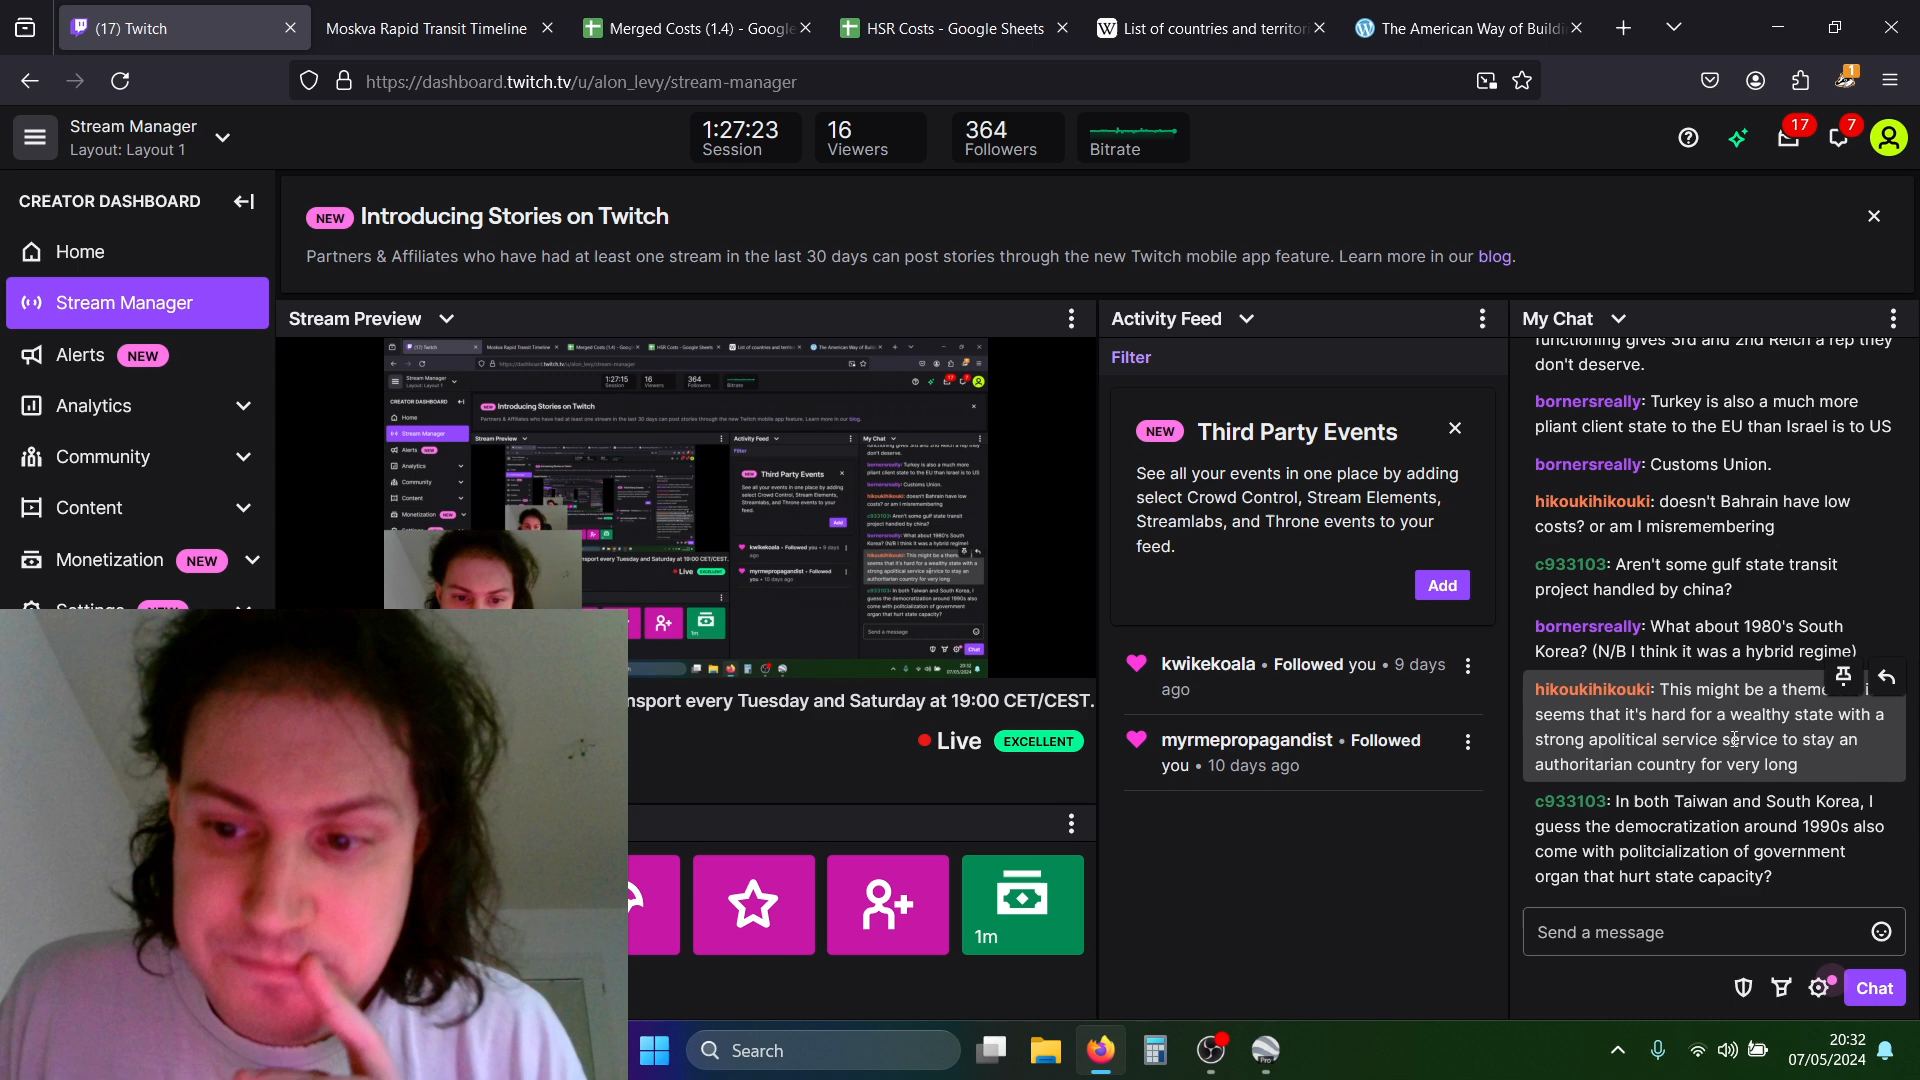 (17) Twitch
Moskva Rapid Transit Timeline
Merged Costs (1.4) - Google
HSR Costs - Google Sheets
List of countries and territor
The American Way of Buildi
https://dashboard.twitch.tv/u/alon_levy/stream-manager
1
Stream Manager
Layout: Layout 1
1:27:23
Session
16
Viewers
364
Followers
Bitrate
17
7
CREATOR DASHBOARD
Home
Stream Manager
Alerts NEW
Analytics
Community
Content
Monetization NEW
NEW Introducing Stories on Twitch
Partners & Affiliates who have had at least one stream in the last 30 days can post stories through the new Twitch mobile app feature. Learn more in our blog.
Stream Preview
nsport every Tuesday and Saturday at 19:00 CET/CEST.
Live EXCELLENT
1m
Activity Feed
Filter
NEW Third Party Events
See all your events in one place by adding
select Crowd Control, Stream Elements,
Streamlabs, and Throne events to your
feed.
Add
kwikekoala • Followed you • 9 days
ago
myrmepropagandist • Followed
you • 10 days ago
My Chat
functioning gives 3rd and 2nd Reich a rep they
don't deserve.
bornersreally: Turkey is also a much more
pliant client state to the EU than Israel is to US
bornersreally: Customs Union.
hikoukihikouki: doesn't Bahrain have low
costs? or am I misremembering
c933103: Aren't some gulf state transit
project handled by china?
bornersreally: What about 1980's South
Korea? (N/B I think it was a hybrid regime)
hikoukihikouki: This might be a theme
seems that it's hard for a wealthy state with a
strong apolitical service service to stay an
authoritarian country for very long
c933103: In both Taiwan and South Korea, I
guess the democratization around 1990s also
come with politcialization of government
organ that hurt state capacity?
Send a message
Chat
Search
20:32
07/05/2024